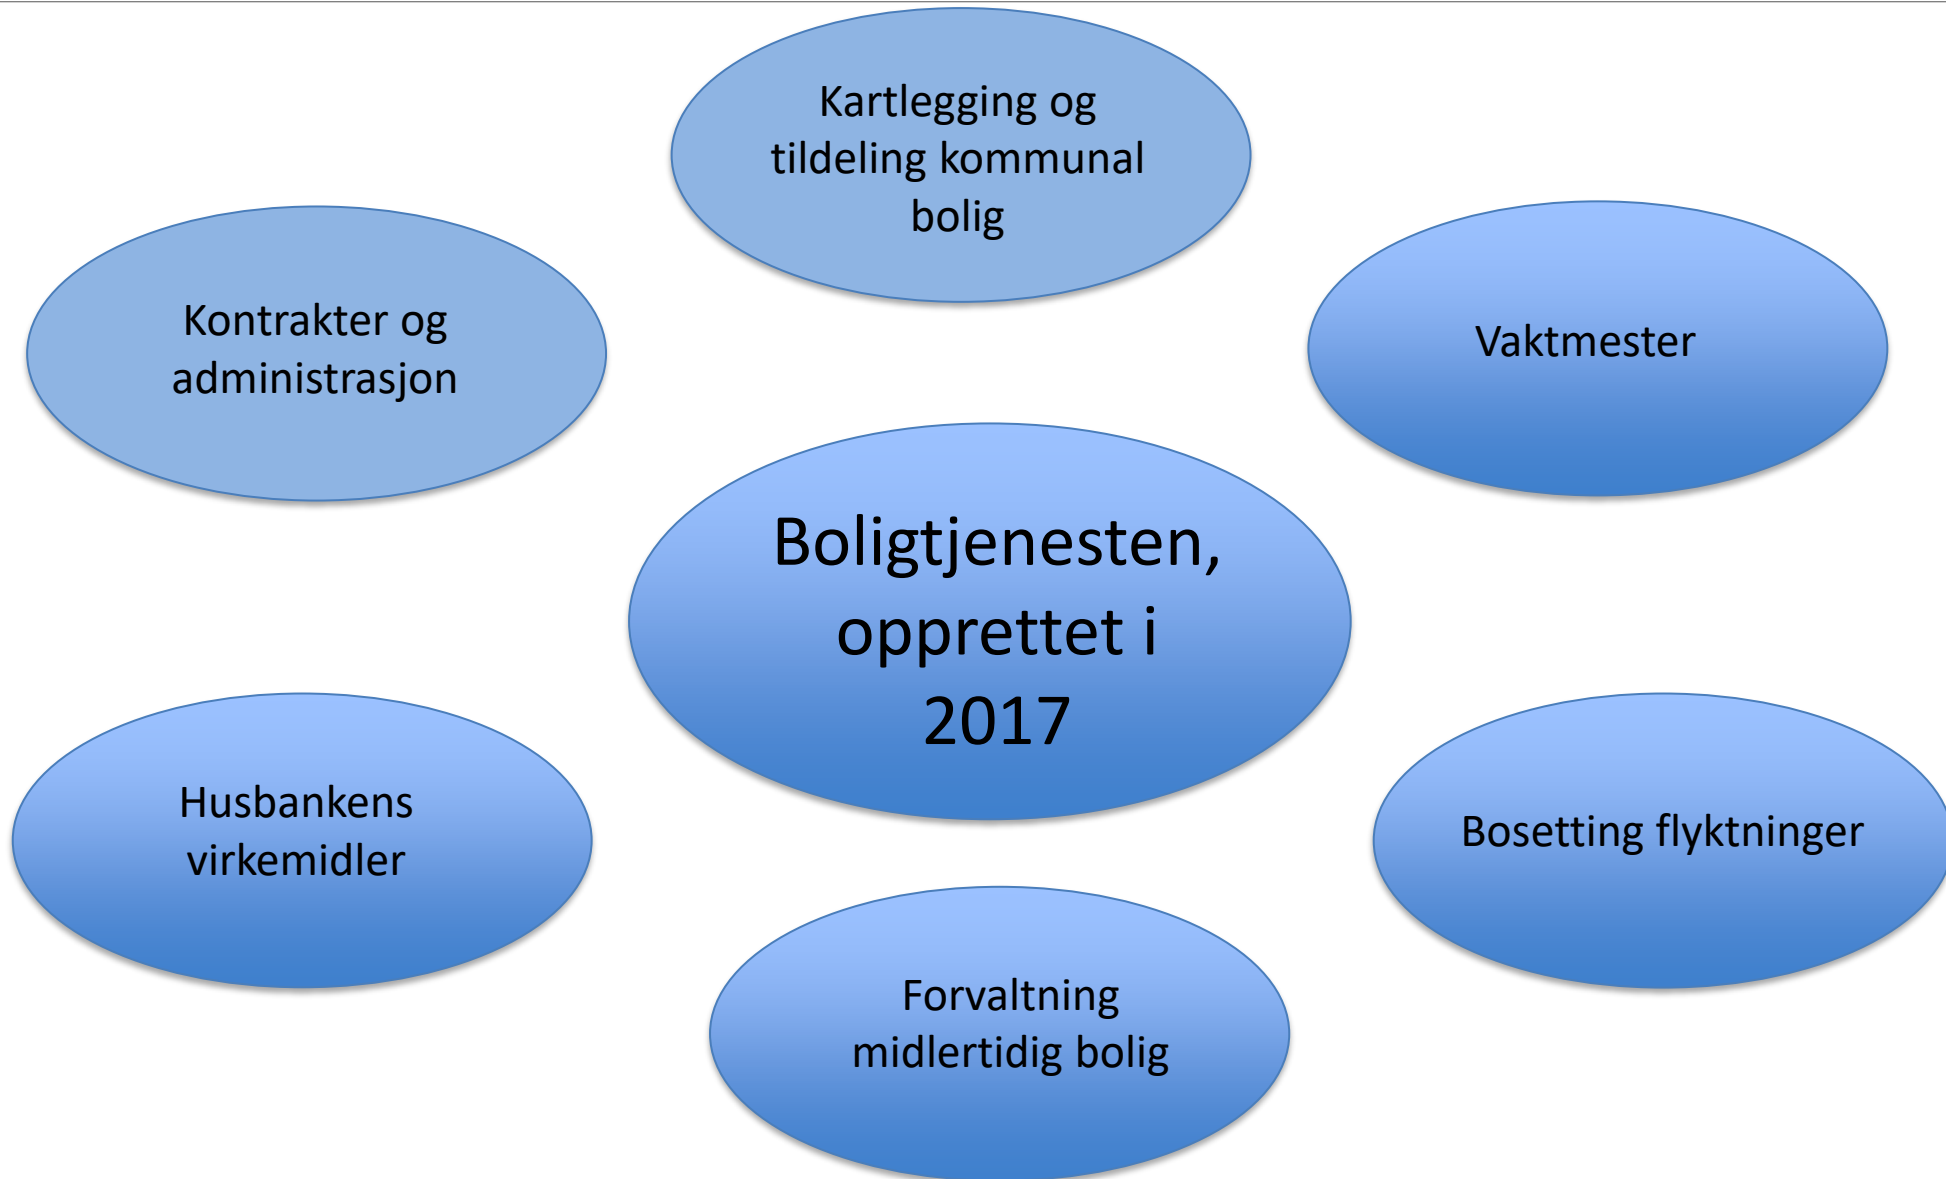 Kartlegging og
tildeling kommunal
bolig
Kontrakter og
administrasjon
Vaktmester
Boligtjenesten,
opprettet i
2017
Husbankens
virkemidler
Bosetting flyktninger
Forvaltning
midlertidig bolig